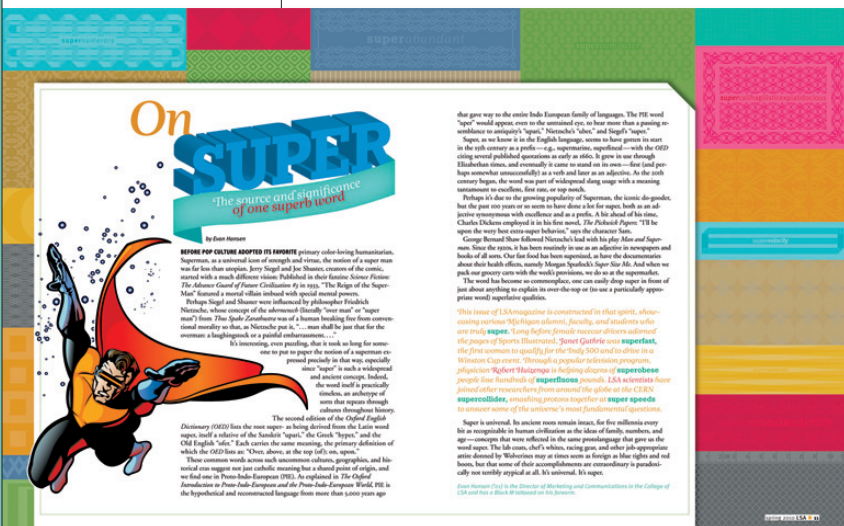 superabundant
On
SUPER
The source and significance
of one superb word
by Evan Hansen
BEFORE POP CULTURE ADOPTED ITS FAVORITE primary color-loving humanitarian,
Superman, as a universal icon of strength and virtue, the notion of a super man
was far less than utopian. Jerry Siegel and Joe Shuster, creators of the comic,
started with a much different vision: Published in their fanzine Science Fiction:
The Advance Guard of Future Civilization #3 in 1933, "The Reign of the Super-
Man" featured a mortal villain imbued with special mental powers.
Perhaps Siegel and Shuster were influenced by philosopher Friedrich
Nietzsche, whose concept of the übermensch (literally "over man" or "super
man") from Thus Spake Zarathustra was of a human breaking free from conven-
tional morality so that, as Nietzsche put it, "... man shall be just that for the
overman: a laughingstock or a painful embarrassment...."
It's interesting, even puzzling, that it took so long for some-
one to put to paper the notion of a superman ex-
pressed precisely in that way, especially
since "super" is such a widespread
and ancient concept. Indeed,
the word itself is practically
timeless, an archetype of
sorts that repeats through
cultures throughout history.
The second edition of the Oxford English
Dictionary (OED) lists the root super- as being derived from the Latin word
super, itself a relative of the Sanskrit "upari," the Greek "hyper," and the
Old English "ofer." Each carries the same meaning, the primary definition of
which the OED lists as: "Over, above, at the top (of); on, upon."
These common words across such uncommon cultures, geographies, and his-
torical eras suggest not just catholic meaning but a shared point of origin, and
we find one in Proto-Indo-European (PIE). As explained in The Oxford
Introduction to Proto-Indo-European and the Proto-Indo-European World, PIE is
the hypothetical and reconstructed language from more than 5,000 years ago
that gave way to the entire Indo European family of languages. The PIE word
"uper" would appear, even to the untrained eye, to bear more than a passing re-
semblance to antiquity's "upari," Nietzsche's "uber," and Siegel's "super."
Super, as we know it in the English language, seems to have gotten its start
in the 15th century as a prefix—e.g., supermarine, superlineal—with the OED
citing several published quotations as early as 1660. It grew in use through
Elizabethan times, and eventually it came to stand on its own—first (and per-
haps somewhat unsuccessfully) as a verb and later as an adjective. As the 20th
century began, the word was part of widespread slang usage with a meaning
tantamount to excellent, first rate, or top notch.
Perhaps it's due to the growing popularity of Superman, the iconic do-gooder,
but the past 100 years or so seem to have done a lot for super, both as an ad-
jective synonymous with excellence and as a prefix. A bit ahead of his time,
Charles Dickens employed it in his first novel, The Pickwick Papers: "I'll be
upon the wery best extra-super behavior," says the character Sam.
George Bernard Shaw followed Nietzsche's lead with his play Man and Super-
man. Since the 1920s, it has been routinely in use as an adjective in newspapers and
books of all sorts. Our fast food has been supersized, as have the documentaries
about their health effects, namely Morgan Spurlock's Super Size Me. And when we
pack our grocery carts with the week's provisions, we do so at the supermarket.
The word has become so commonplace, one can easily drop super in front of
just about anything to explain its over-the-top or (to use a particularly appro-
priate word) superlative qualities.
This issue of LSAmagazine is constructed in that spirit, show-
casing various Michigan alumni, faculty, and students who
are truly super. Long before female racecar drivers adorned
the pages of Sports Illustrated, Janet Guthrie was superfast,
the first woman to qualify for the Indy 500 and to drive in a
Winston Cup event. Through a popular television program,
physician Robert Huizenga is helping dozens of superobese
people lose hundreds of superfluous pounds. LSA scientists have
joined other researchers from around the globe at the CERN
supercollider, smashing protons together at super speeds
to answer some of the universe's most fundamental questions.
Super is universal. Its ancient roots remain intact, for five millennia every
bit as recognizable in human civilization as the ideas of family, numbers, and
age—concepts that were reflected in the same protolanguage that gave us the
word super. The lab coats, chef's whites, racing gear, and other job-appropriate
attire donned by Wolverines may at times seem as foreign as blue tights and red
boots, but that some of their accomplishments are extraordinary is paradoxi-
cally not terribly atypical at all. It's universal. It's super.
Evan Hansen ('02) is the Director of Marketing and Communications in the College of
LSA and has a Block M tattooed on his forearm.
spring 2010 LSA